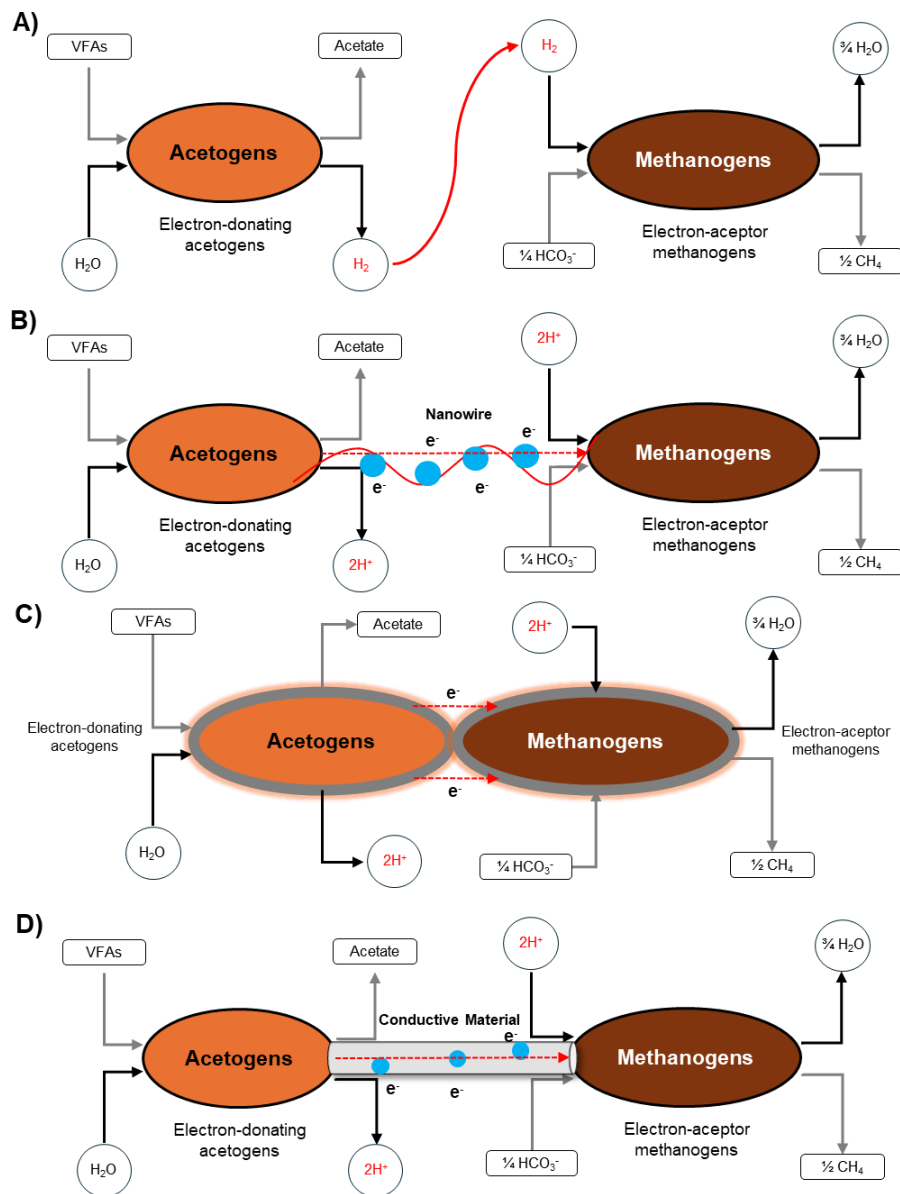 A)
VFAs
Acetate
H₂
¾ H₂O
Acetogens
Methanogens
Electron-donating
acetogens
Electron-aceptor
methanogens
H₂O
H₂
¼ HCO₃⁻
½ CH₄
B)
VFAs
Acetate
2H⁺
¾ H₂O
Nanowire
e⁻
e⁻
Acetogens
Methanogens
e⁻
e⁻
Electron-donating
acetogens
Electron-aceptor
methanogens
H₂O
2H⁺
¼ HCO₃⁻
½ CH₄
C)
VFAs
Acetate
2H⁺
¾ H₂O
e⁻
Electron-donating
acetogens
Acetogens
Methanogens
Electron-aceptor
methanogens
e⁻
H₂O
2H⁺
¼ HCO₃⁻
½ CH₄
D)
VFAs
Acetate
2H⁺
¾ H₂O
Conductive Material
e⁻
Acetogens
Methanogens
e⁻
e⁻
Electron-donating
acetogens
Electron-aceptor
methanogens
H₂O
2H⁺
¼ HCO₃⁻
½ CH₄